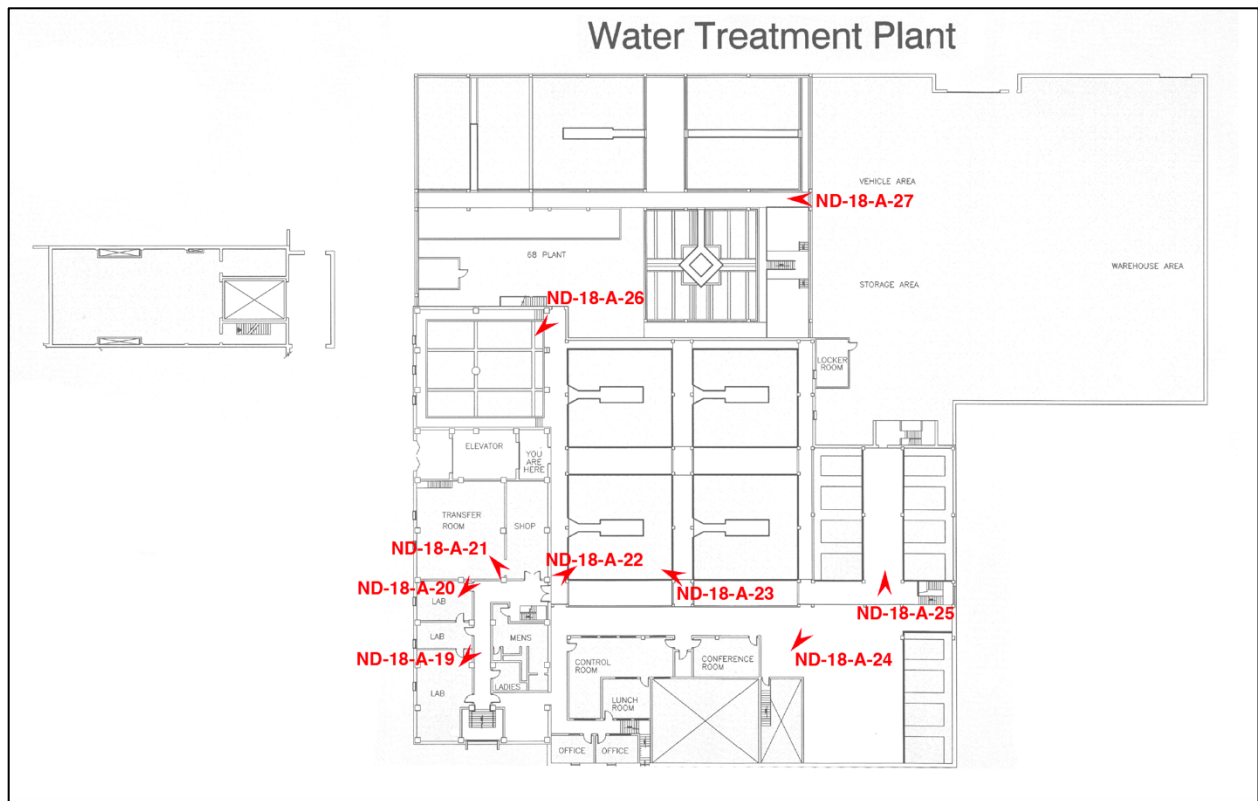 Water Treatment Plant
VEHICLE AREA
ND-18-A-27
68 PLANT
WAREHOUSE AREA
STORAGE AREA
ND-18-A-26
LOCKER
ROOM
ELEVATOR
YOU
ARE
HERE
TRANSFER
ROOM
SHOP
ND-18-A-21
ND-18-A-22
ND-18-A-20
ND-18-A-23
LAB
ND-18-A-25
LAB
MENS
ND-18-A-19
CONTROL
ROOM
CONFERENCE
ROOM
ND-18-A-24
LADIES
LAB
LUNCH
ROOM
OFFICE
OFFICE